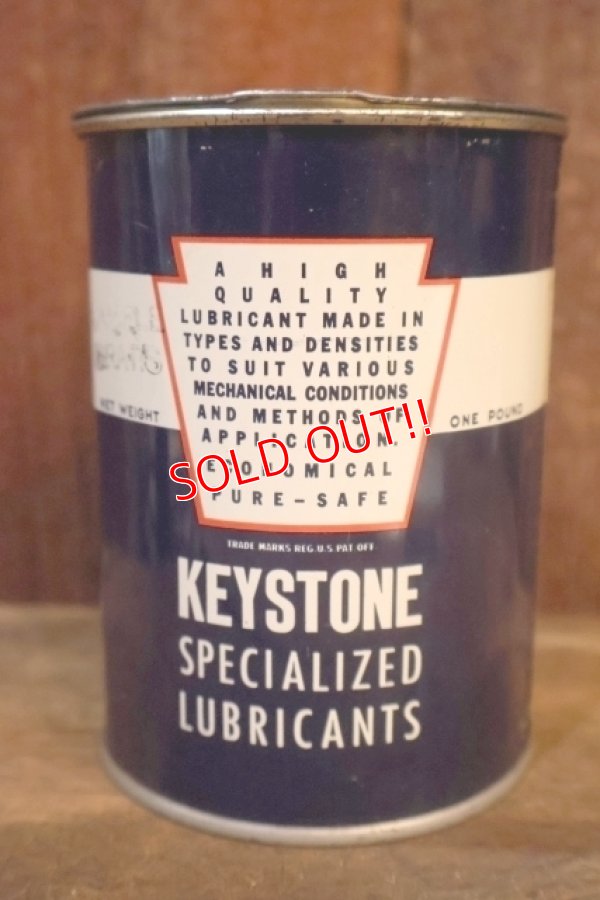 A HIGH
QUALITY
LUBRICANT MADE IN
TYPES AND DENSITIES
TO SUIT VARIOUS
MECHANICAL CONDITIONS
AND METHODS OF
APPLICATION.
ECONOMICAL
PURE-SAFE
NET WEIGHT
ONE POUND
SOLD OUT!!
TRADE MARKS REG. U.S. PAT. OFF.
KEYSTONE
SPECIALIZED
LUBRICANTS